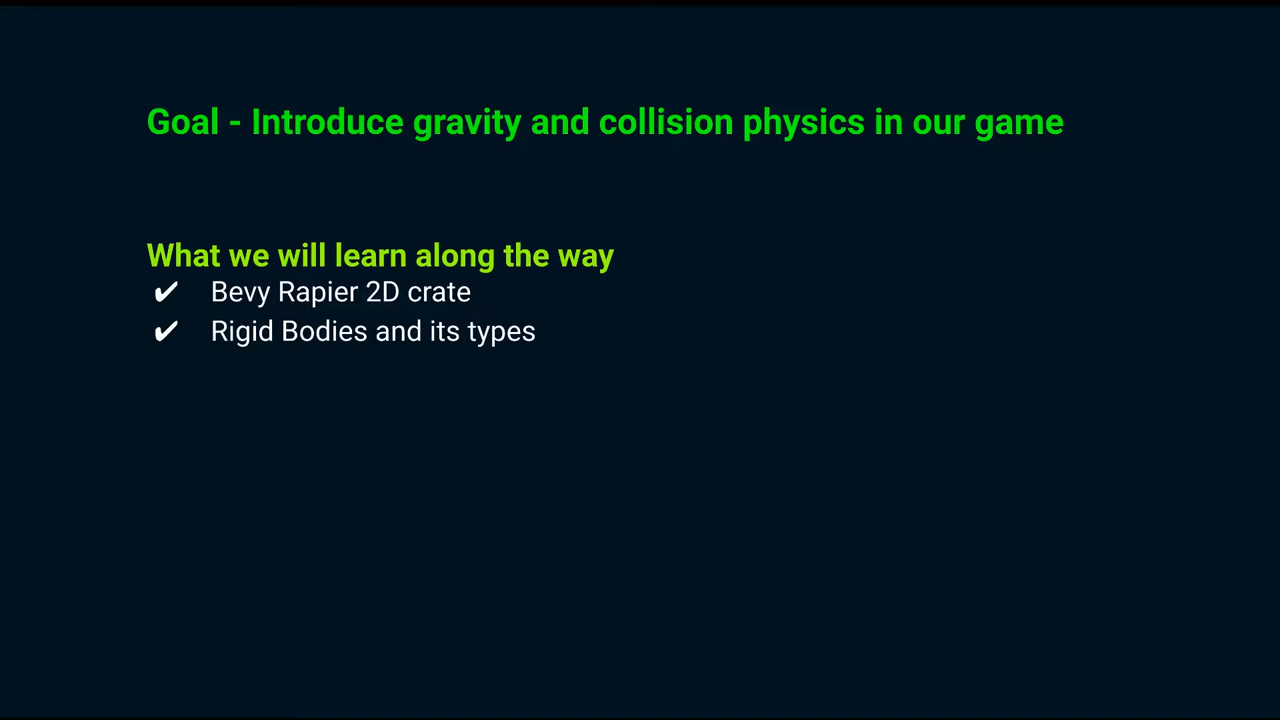 Goal - Introduce gravity and collision physics in our game
What we will learn along the way
✔ Bevy Rapier 2D crate
✔ Rigid Bodies and its types